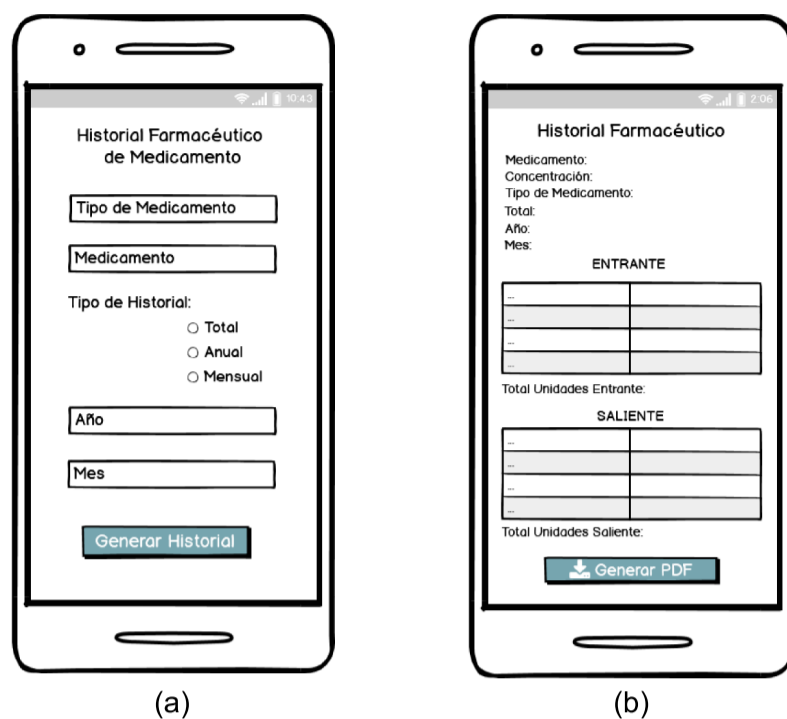 10:43
Historial Farmacéutico
de Medicamento
Tipo de Medicamento
Medicamento
Tipo de Historial:
Total
Anual
Mensual
Año
Mes
Generar Historial
(a)
2:06
Historial Farmacéutico
Medicamento:
Concentración:
Tipo de Medicamento:
Total:
Año:
Mes:
ENTRANTE
...
...
...
...
Total Unidades Entrante:
SALIENTE
...
...
...
...
Total Unidades Saliente:
Generar PDF
(b)